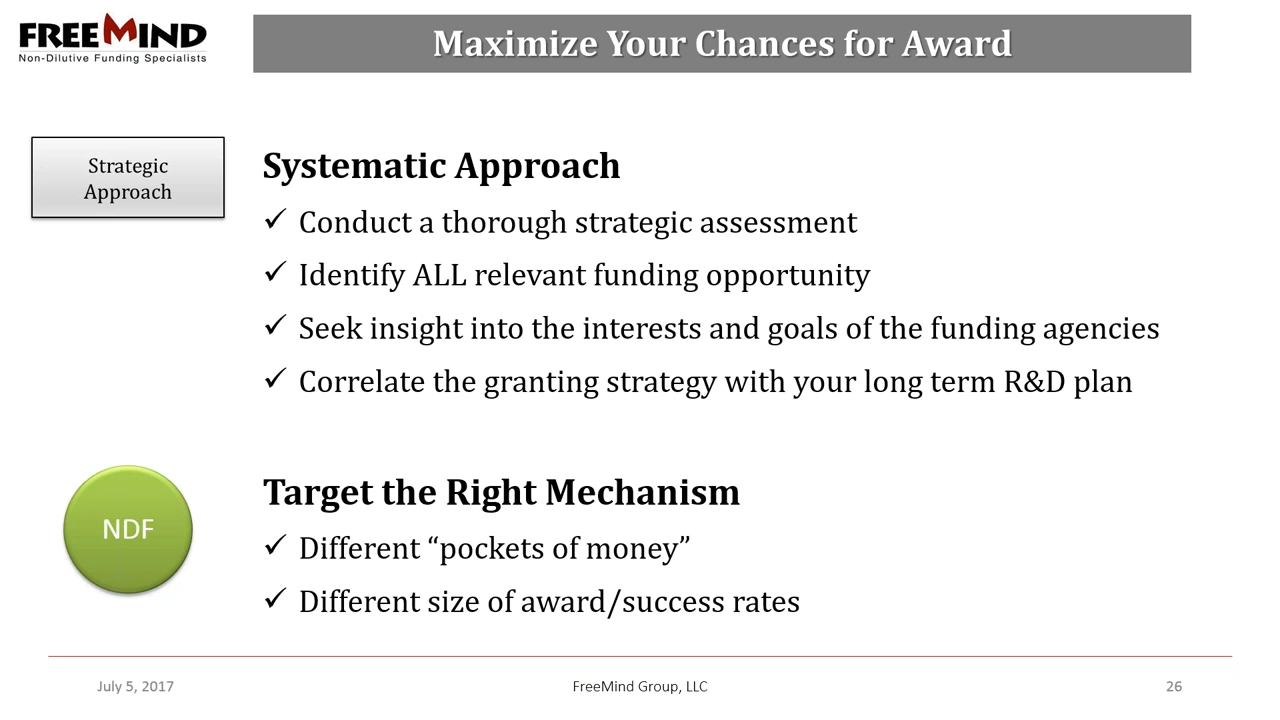 FREEMIND
Non-Dilutive Funding Specialists
Maximize Your Chances for Award
Strategic
Approach
Systematic Approach
✓ Conduct a thorough strategic assessment
✓ Identify ALL relevant funding opportunity
✓ Seek insight into the interests and goals of the funding agencies
✓ Correlate the granting strategy with your long term R&D plan
NDF
Target the Right Mechanism
✓ Different “pockets of money”
✓ Different size of award/success rates
July 5, 2017
FreeMind Group, LLC
26